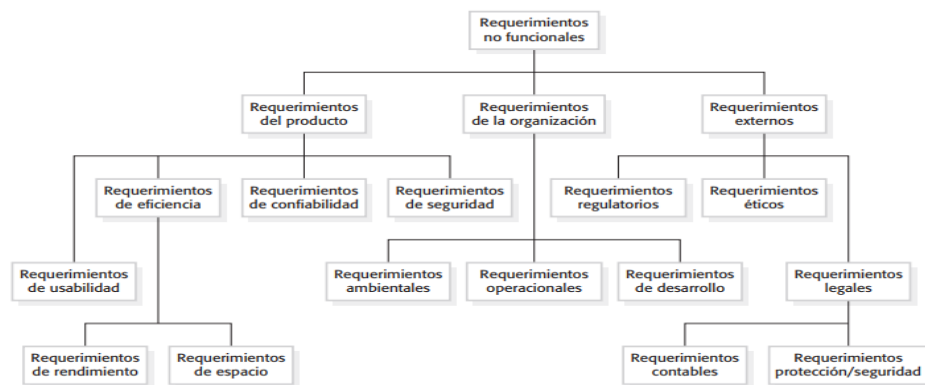 Requerimientos
no funcionales
Requerimientos
del producto
Requerimientos
de la organización
Requerimientos
externos
Requerimientos
de eficiencia
Requerimientos
de confiabilidad
Requerimientos
de seguridad
Requerimientos
regulatorios
Requerimientos
éticos
Requerimientos
de usabilidad
Requerimientos
ambientales
Requerimientos
operacionales
Requerimientos
de desarrollo
Requerimientos
legales
Requerimientos
de rendimiento
Requerimientos
de espacio
Requerimientos
contables
Requerimientos
protección/seguridad